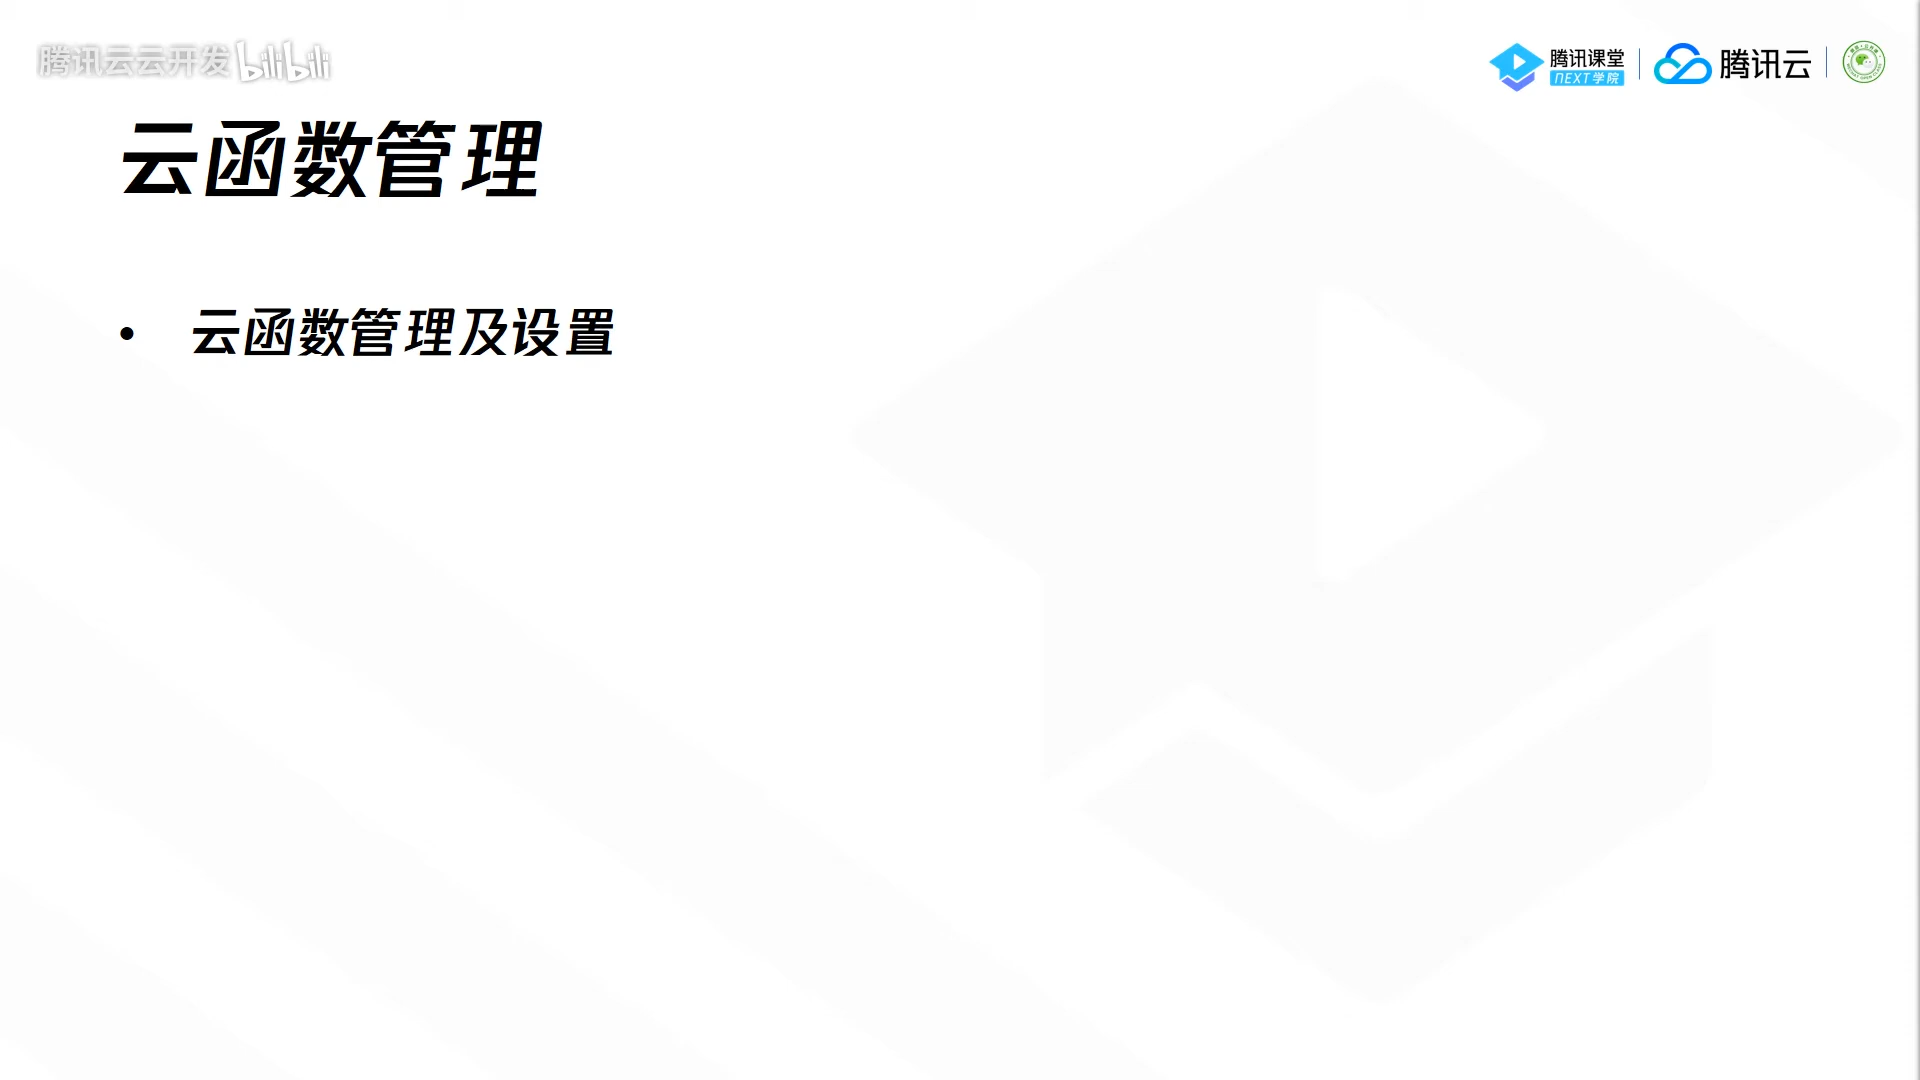 腾讯云云开发 bilibili
腾讯课堂
NEXT学院
腾讯云
云函数管理
• 云函数管理及设置